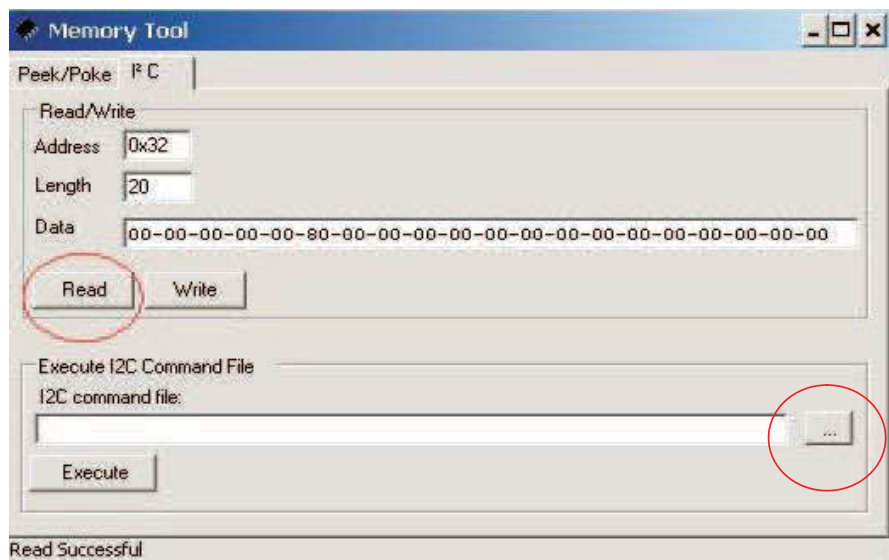 Memory Tool
Peek/Poke I²C
Read/Write
Address 0x32
Length 20
Data 00-00-00-00-00-80-00-00-00-00-00-00-00-00-00-00-00-00-00-00
Read Write
Execute I2C Command File
I2C command file:
...
Execute
Read Successful